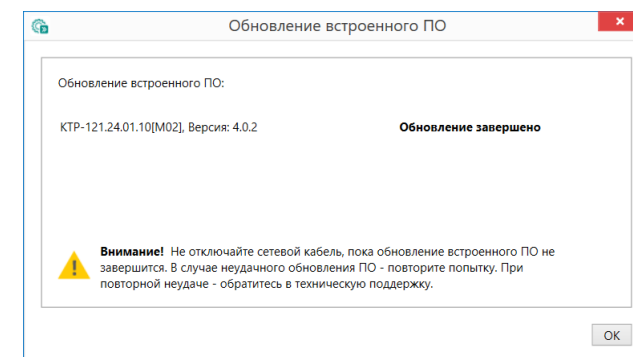 Обновление встроенного ПО
Обновление встроенного ПО:
КТР-121.24.01.10[М02], Версия: 4.0.2 Обновление завершено
Внимание! Не отключайте сетевой кабель, пока обновление встроенного ПО не
завершится. В случае неудачного обновления ПО - повторите попытку. При
повторной неудаче - обратитесь в техническую поддержку.
ОК